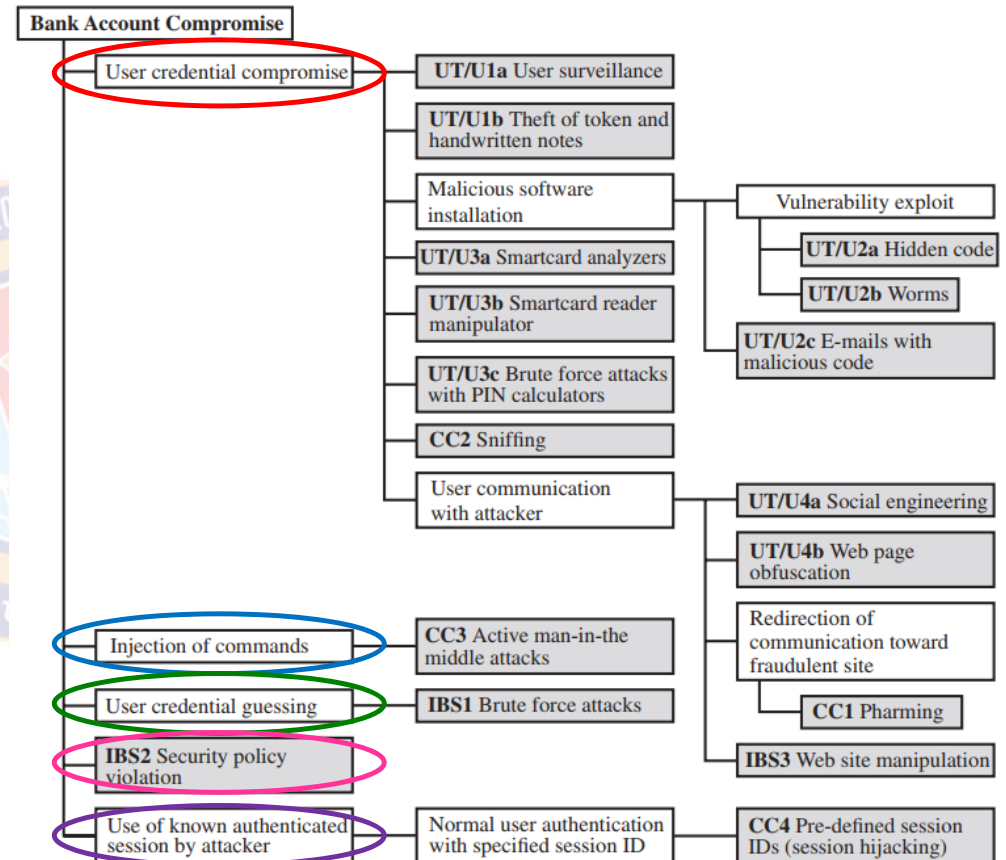 Bank Account Compromise
User credential compromise
UT/U1a User surveillance
UT/U1b Theft of token and
handwritten notes
Malicious software
installation
Vulnerability exploit
UT/U2a Hidden code
UT/U2b Worms
UT/U2c E-mails with
malicious code
UT/U3a Smartcard analyzers
UT/U3b Smartcard reader
manipulator
UT/U3c Brute force attacks
with PIN calculators
CC2 Sniffing
User communication
with attacker
UT/U4a Social engineering
UT/U4b Web page
obfuscation
Redirection of
communication toward
fraudulent site
CC1 Pharming
IBS3 Web site manipulation
Injection of commands
CC3 Active man-in-the
middle attacks
User credential guessing
IBS1 Brute force attacks
IBS2 Security policy
violation
Use of known authenticated
session by attacker
Normal user authentication
with specified session ID
CC4 Pre-defined session
IDs (session hijacking)